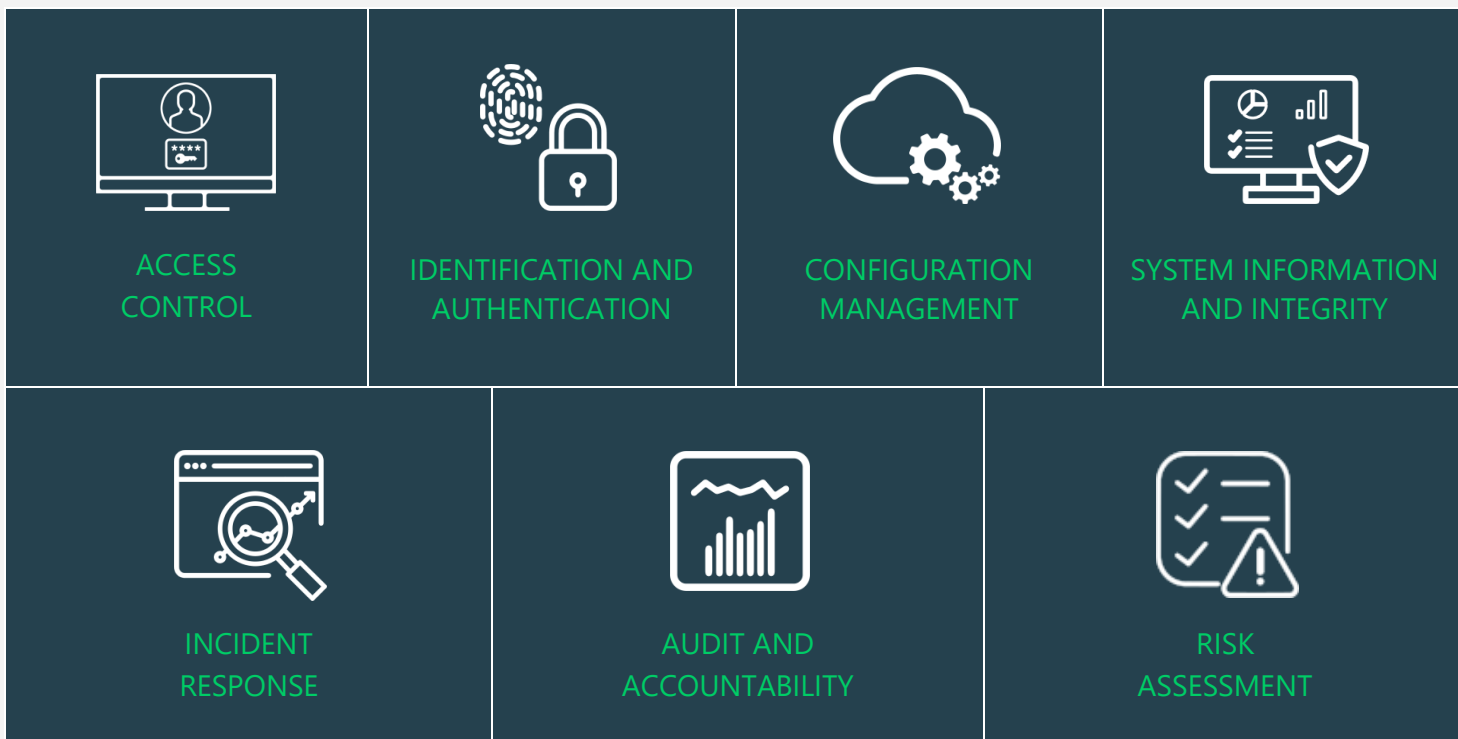 ****
ACCESS
CONTROL
IDENTIFICATION AND
AUTHENTICATION
CONFIGURATION
MANAGEMENT
SYSTEM INFORMATION
AND INTEGRITY
INCIDENT
RESPONSE
AUDIT AND
ACCOUNTABILITY
RISK
ASSESSMENT